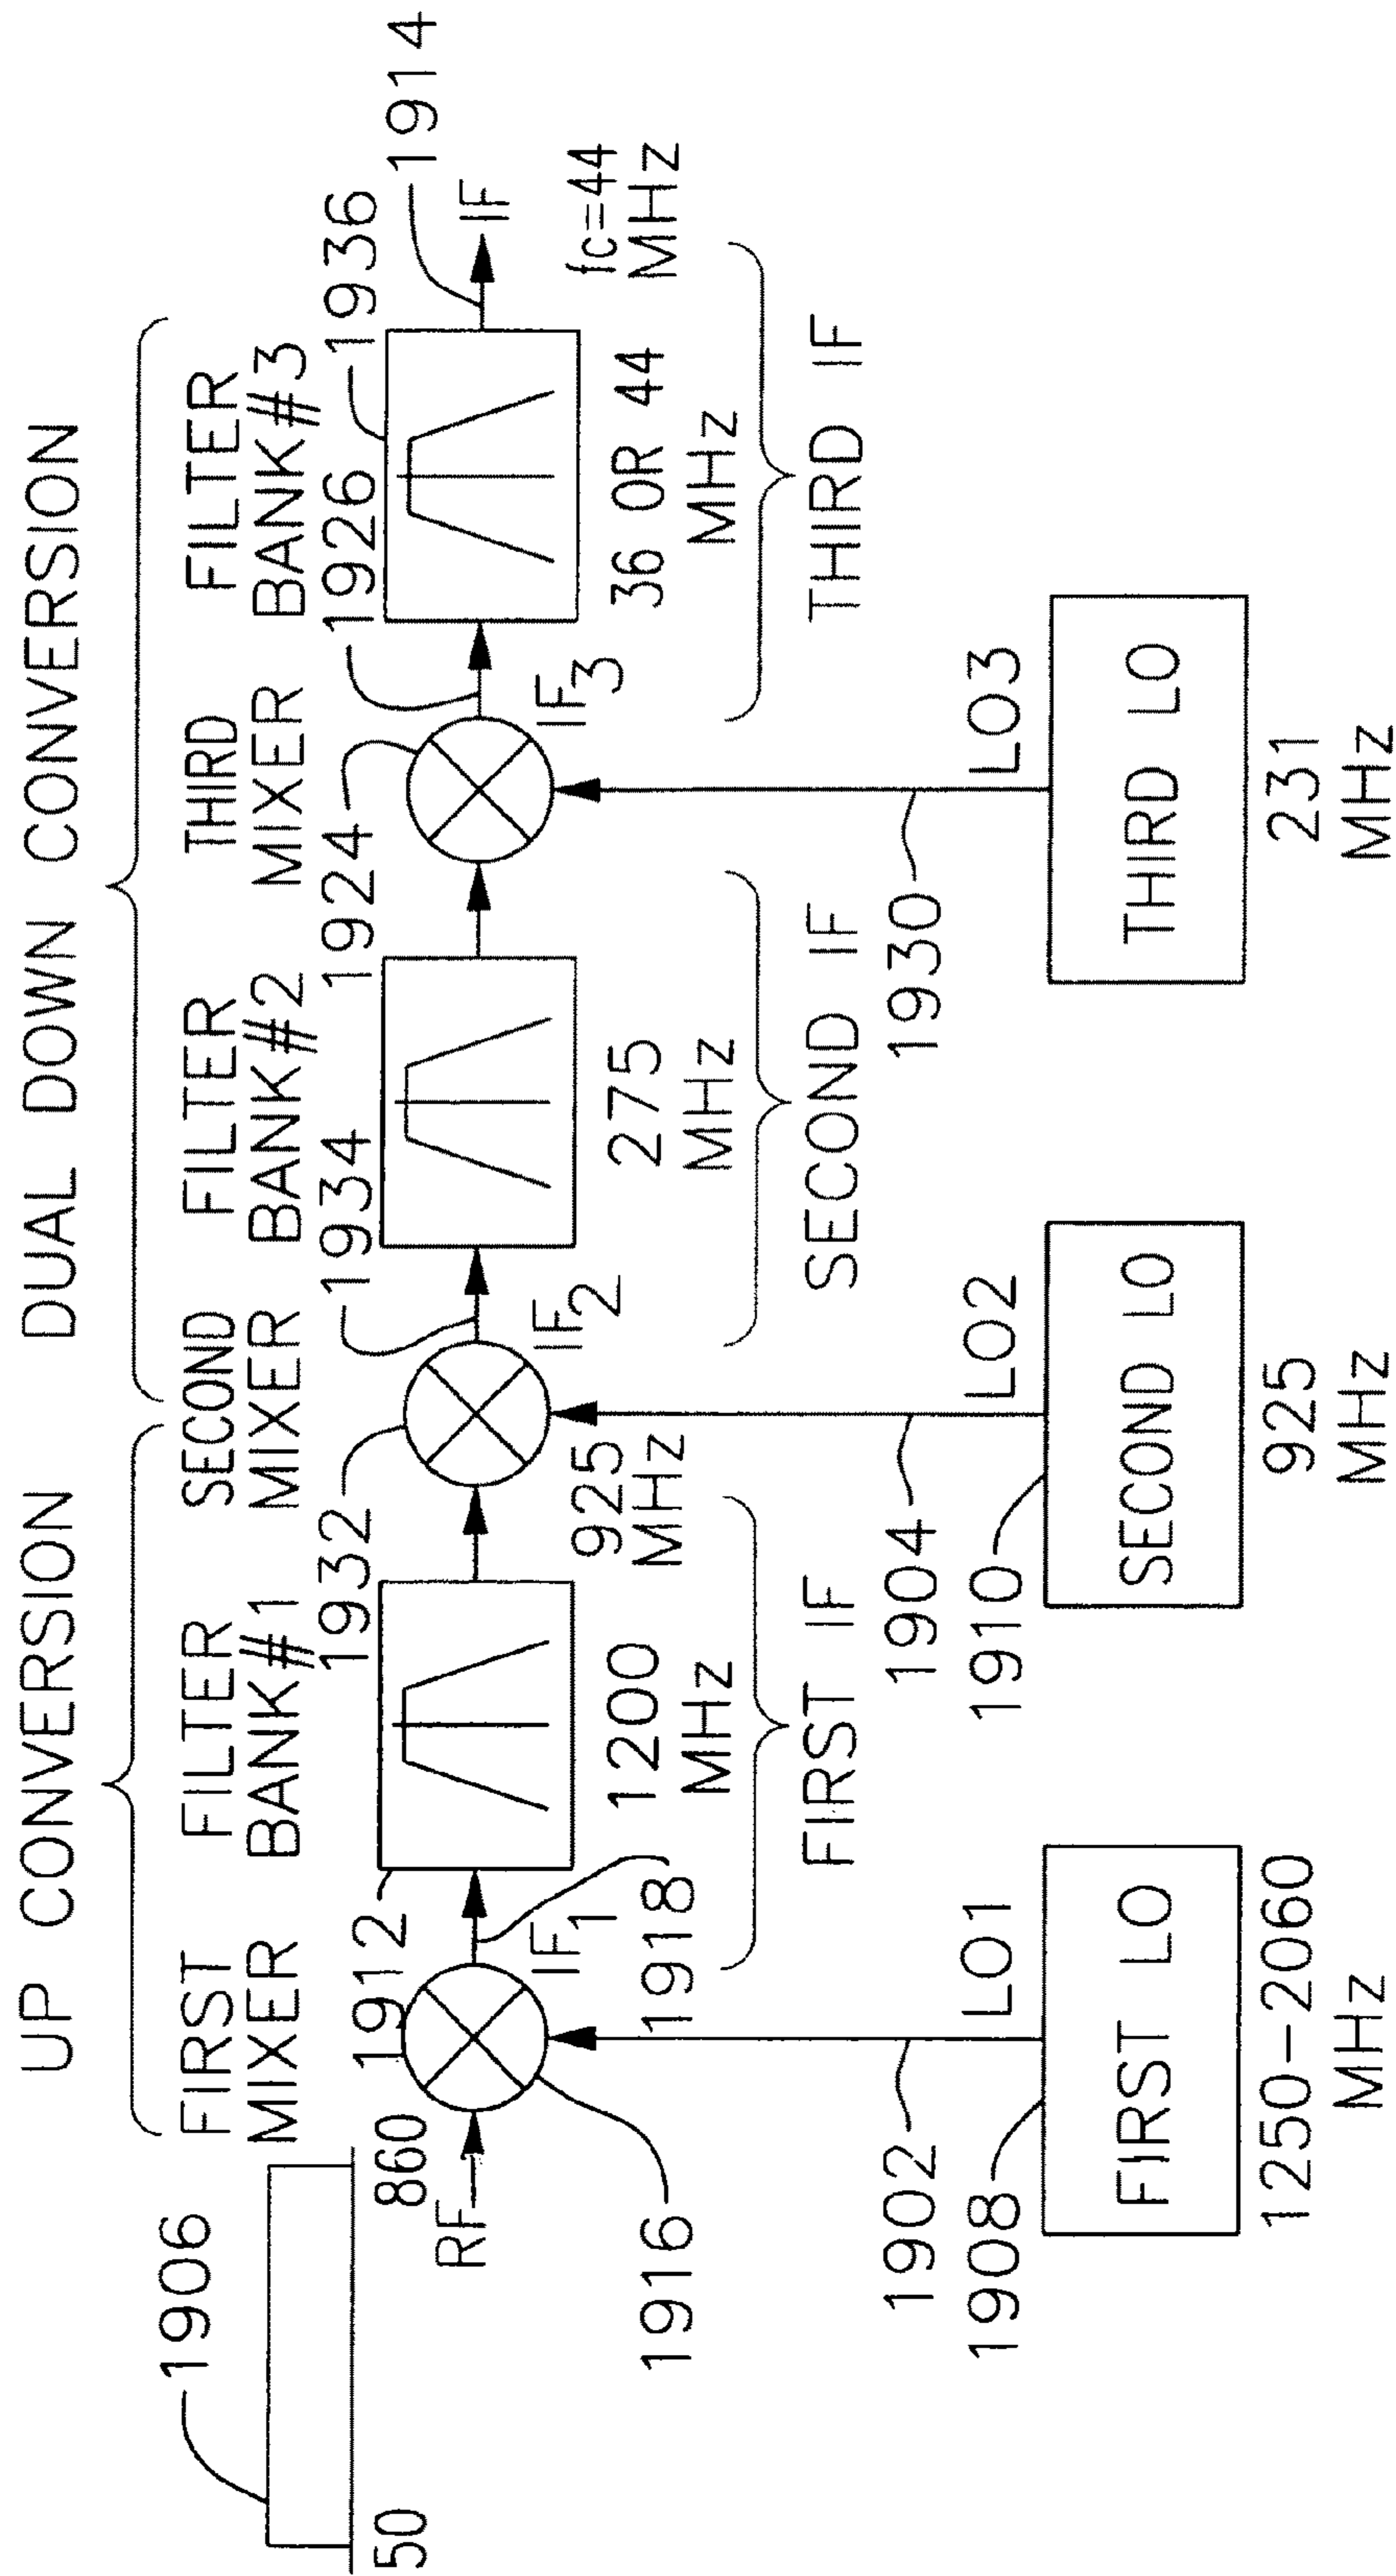 UP CONVERSION
DUAL DOWN CONVERSION
1906
50
860
FIRST
MIXER
FILTER
BANK#1
SECOND
MIXER
FILTER
BANK#2
THIRD
MIXER
FILTER
BANK#3
1912
1932
1934
1924
1926
1936
1914
RF
IF1
925
MHz
IF2
IF3
IF
fc=44
MHz
1916
1918
1200
MHz
275
MHz
36 OR 44
MHz
FIRST IF
SECOND IF
THIRD IF
1902
1904
1930
1908
LO1
1910
LO2
LO3
FIRST LO
SECOND LO
THIRD LO
1250-2060
MHz
925
MHz
231
MHz